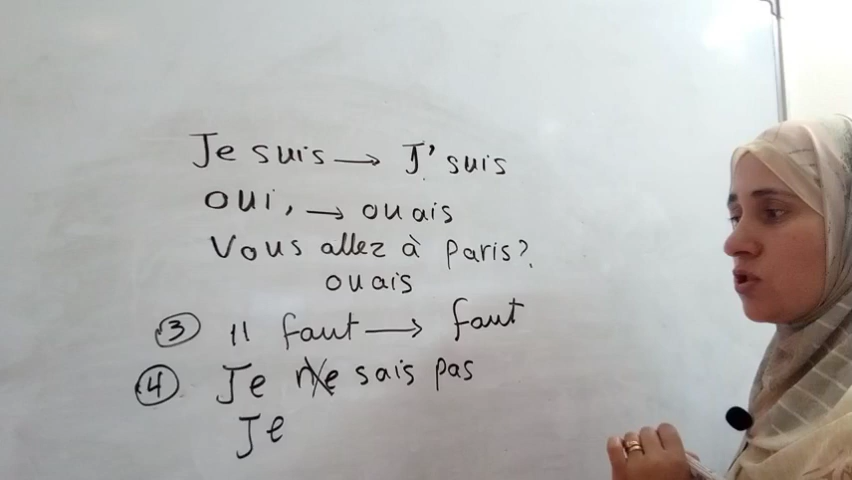 Je suis → J'suis
oui, → ouais
Vous allez à Paris?
ouais
③ Il faut → faut
④ Je ne sais pas
Je